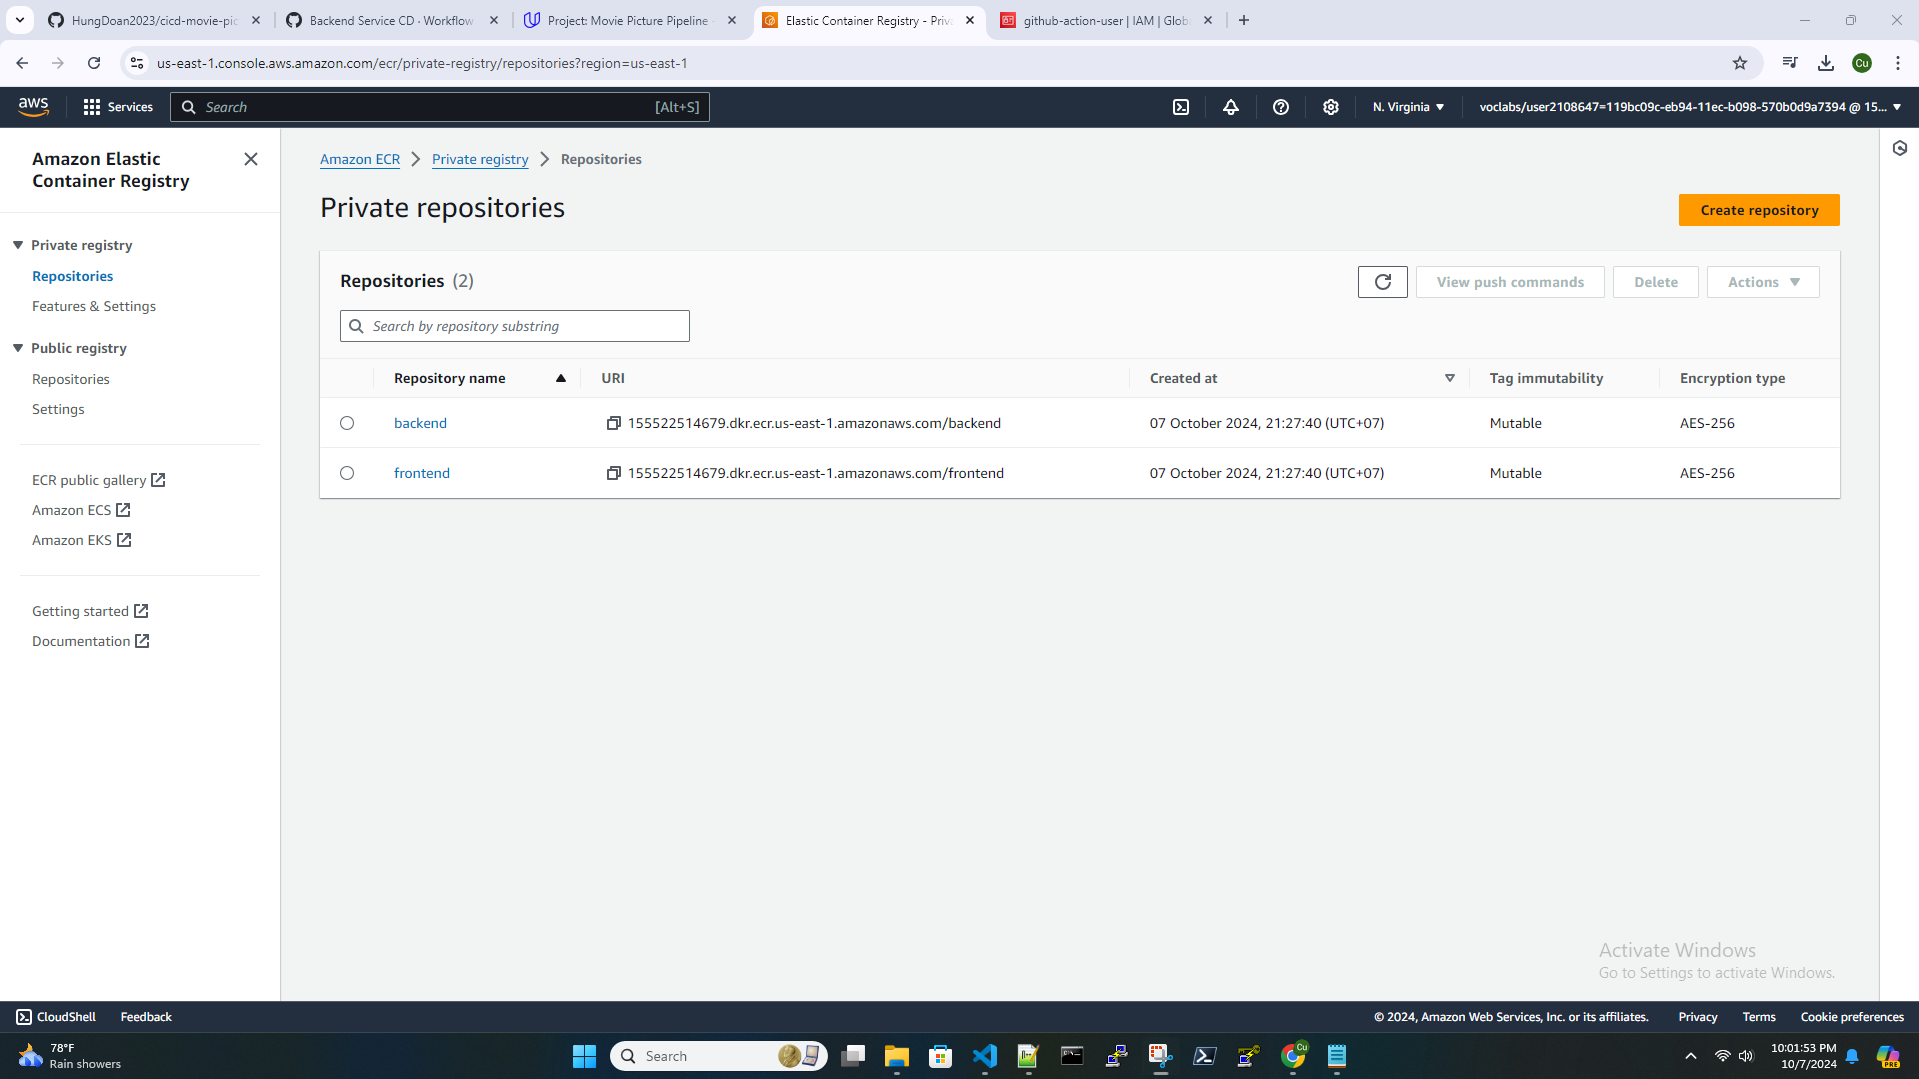 HungDoan2023/cicd-movie-pic
Backend Service CD · Workflow
Project: Movie Picture Pipeline -
Elastic Container Registry - Priva
github-action-user | IAM | Globa
us-east-1.console.aws.amazon.com/ecr/private-registry/repositories?region=us-east-1
Cu
aws
Services
Search
[Alt+S]
N. Virginia
voclabs/user2108647=119bc09c-eb94-11ec-b098-570b0d9a7394 @ 15...
Amazon Elastic
Container Registry
Private registry
Repositories
Features & Settings
Public registry
Repositories
Settings
ECR public gallery
Amazon ECS
Amazon EKS
Getting started
Documentation
Amazon ECR
Private registry
Repositories
Private repositories
Create repository
Repositories (2)
View push commands
Delete
Actions
Search by repository substring
Repository name
URI
Created at
Tag immutability
Encryption type
backend
155522514679.dkr.ecr.us-east-1.amazonaws.com/backend
07 October 2024, 21:27:40 (UTC+07)
Mutable
AES-256
frontend
155522514679.dkr.ecr.us-east-1.amazonaws.com/frontend
07 October 2024, 21:27:40 (UTC+07)
Mutable
AES-256
Activate Windows
Go to Settings to activate Windows.
CloudShell
Feedback
© 2024, Amazon Web Services, Inc. or its affiliates.
Privacy
Terms
Cookie preferences
78°F
Rain showers
Search
Cu
10:01:53 PM
10/7/2024
PRE